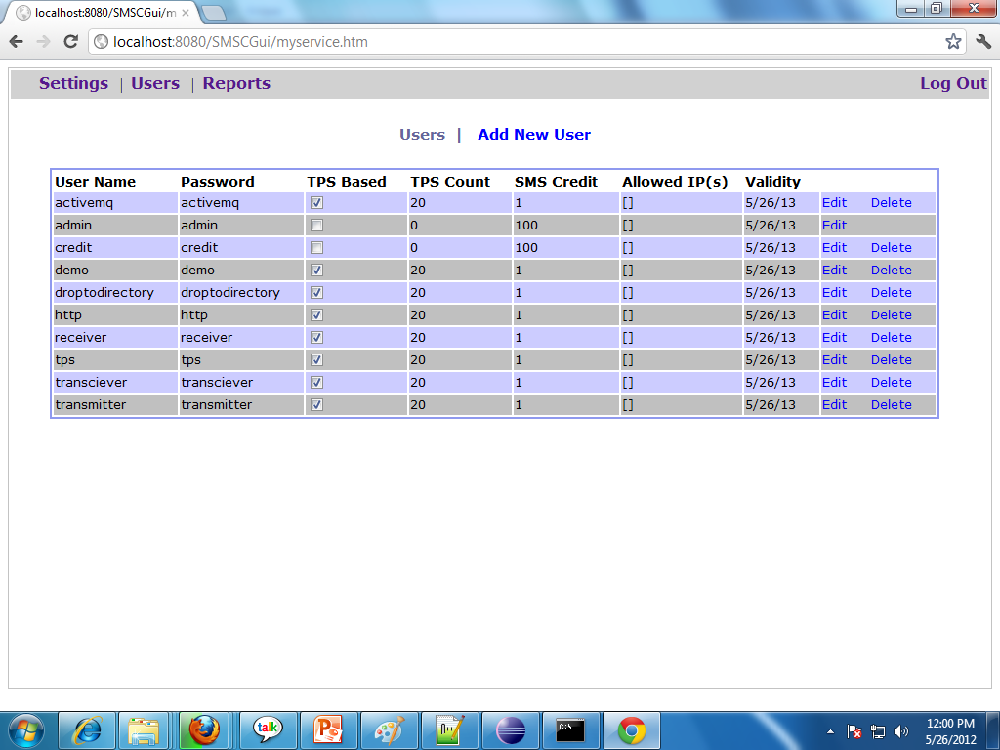 localhost:8080/SMSCGui/m
localhost:8080/SMSCGui/myservice.htm
Settings | Users | Reports Log Out
Users | Add New User
User Name Password TPS Based TPS Count SMS Credit Allowed IP(s) Validity
activemq activemq 20 1 [] 5/26/13 Edit Delete
admin admin 0 100 [] 5/26/13 Edit
credit credit 0 100 [] 5/26/13 Edit Delete
demo demo 20 1 [] 5/26/13 Edit Delete
droptodirectory droptodirectory 20 1 [] 5/26/13 Edit Delete
http http 20 1 [] 5/26/13 Edit Delete
receiver receiver 20 1 [] 5/26/13 Edit Delete
tps tps 20 1 [] 5/26/13 Edit Delete
transciever transciever 20 1 [] 5/26/13 Edit Delete
transmitter transmitter 20 1 [] 5/26/13 Edit Delete
talk
12:00 PM
5/26/2012